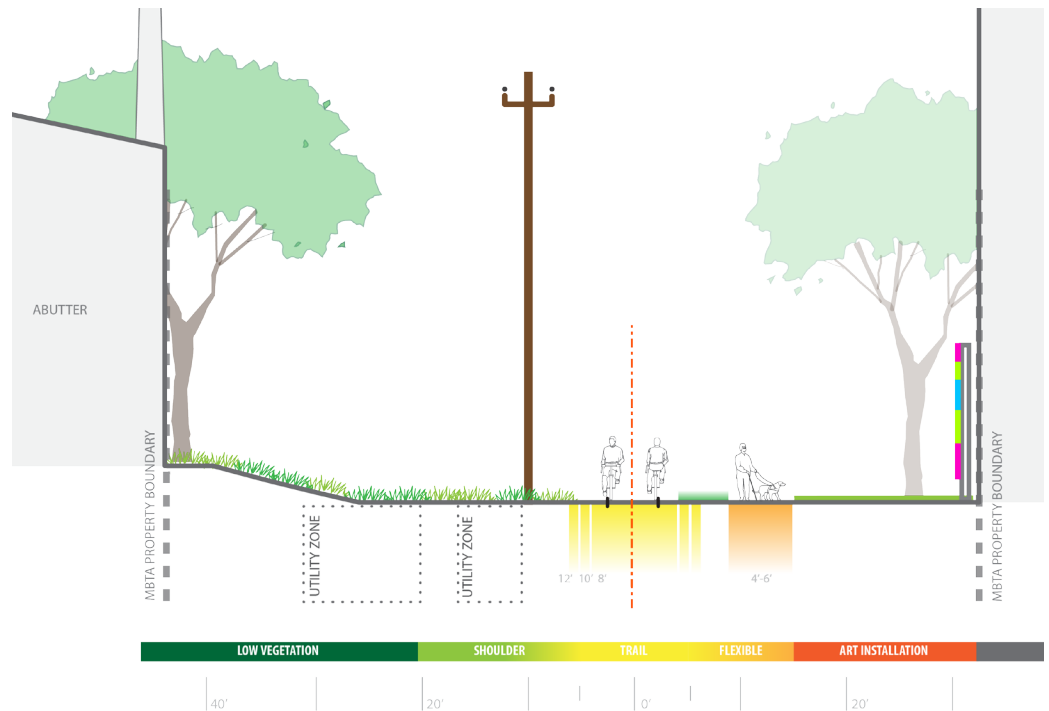 ABUTTER
MBTA PROPERTY BOUNDARY
UTILITY ZONE
UTILITY ZONE
12' 10' 8'
4'-6'
MBTA PROPERTY BOUNDARY
LOW VEGETATION SHOULDER TRAIL FLEXIBLE ART INSTALLATION
40' 20' 0' 20'